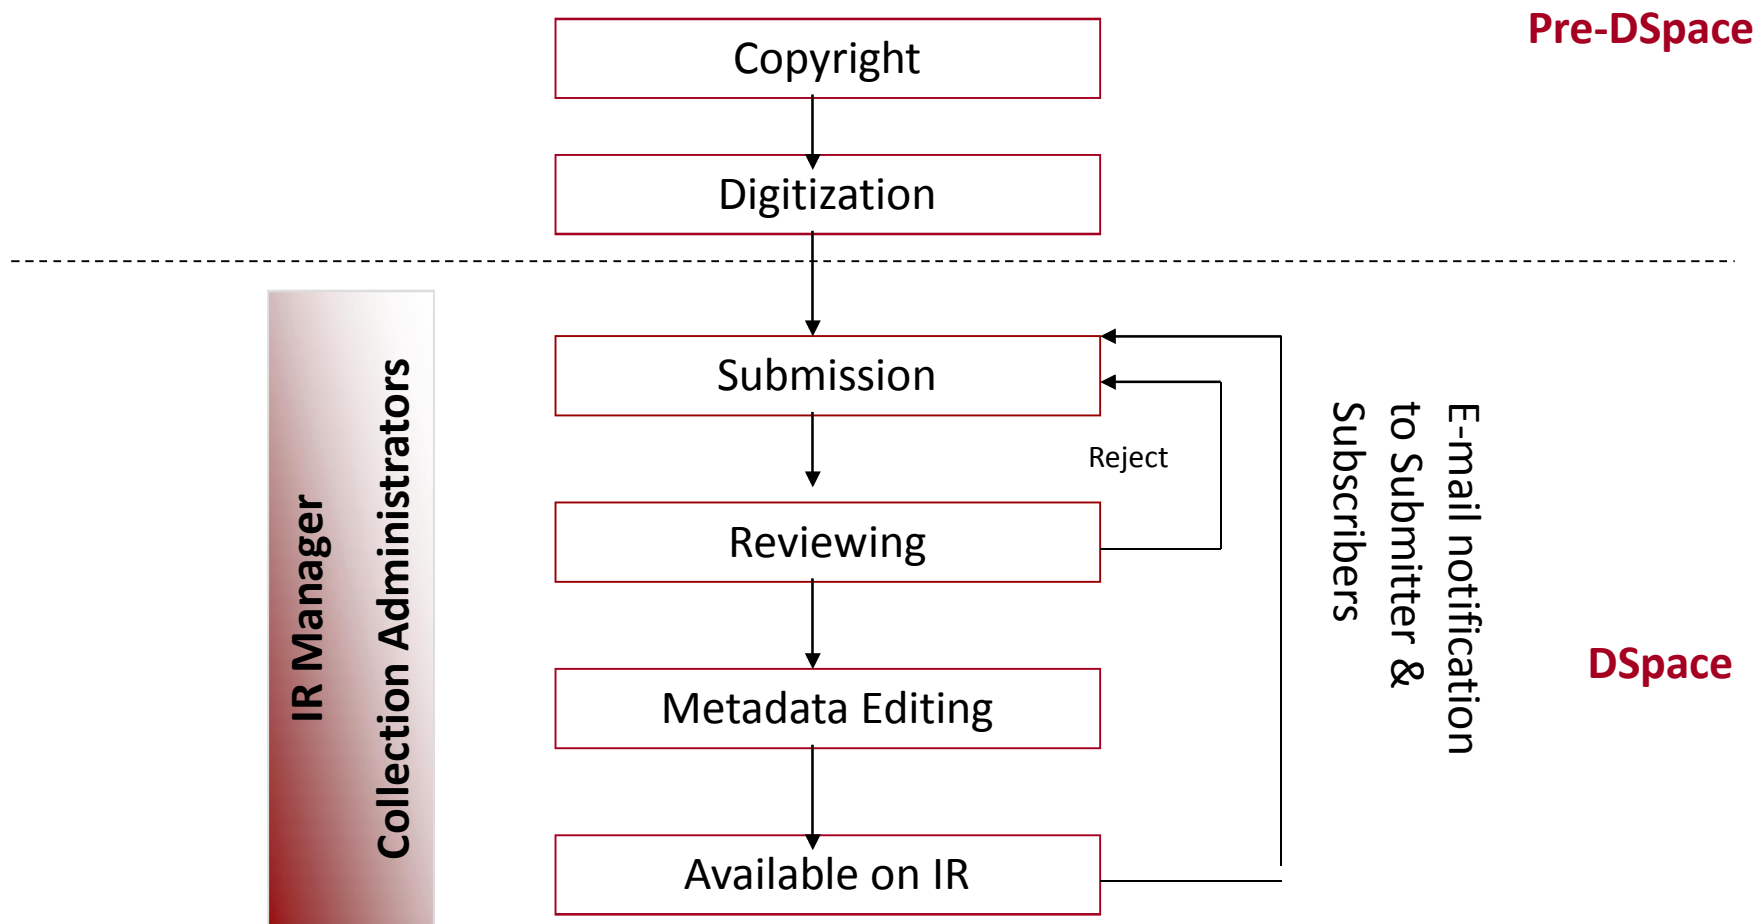 Pre-DSpace
Copyright
Digitization
Submission
Reject
Reviewing
Metadata Editing
Available on IR
IR Manager
Collection Administrators
E-mail notification
to Submitter &
Subscribers
DSpace